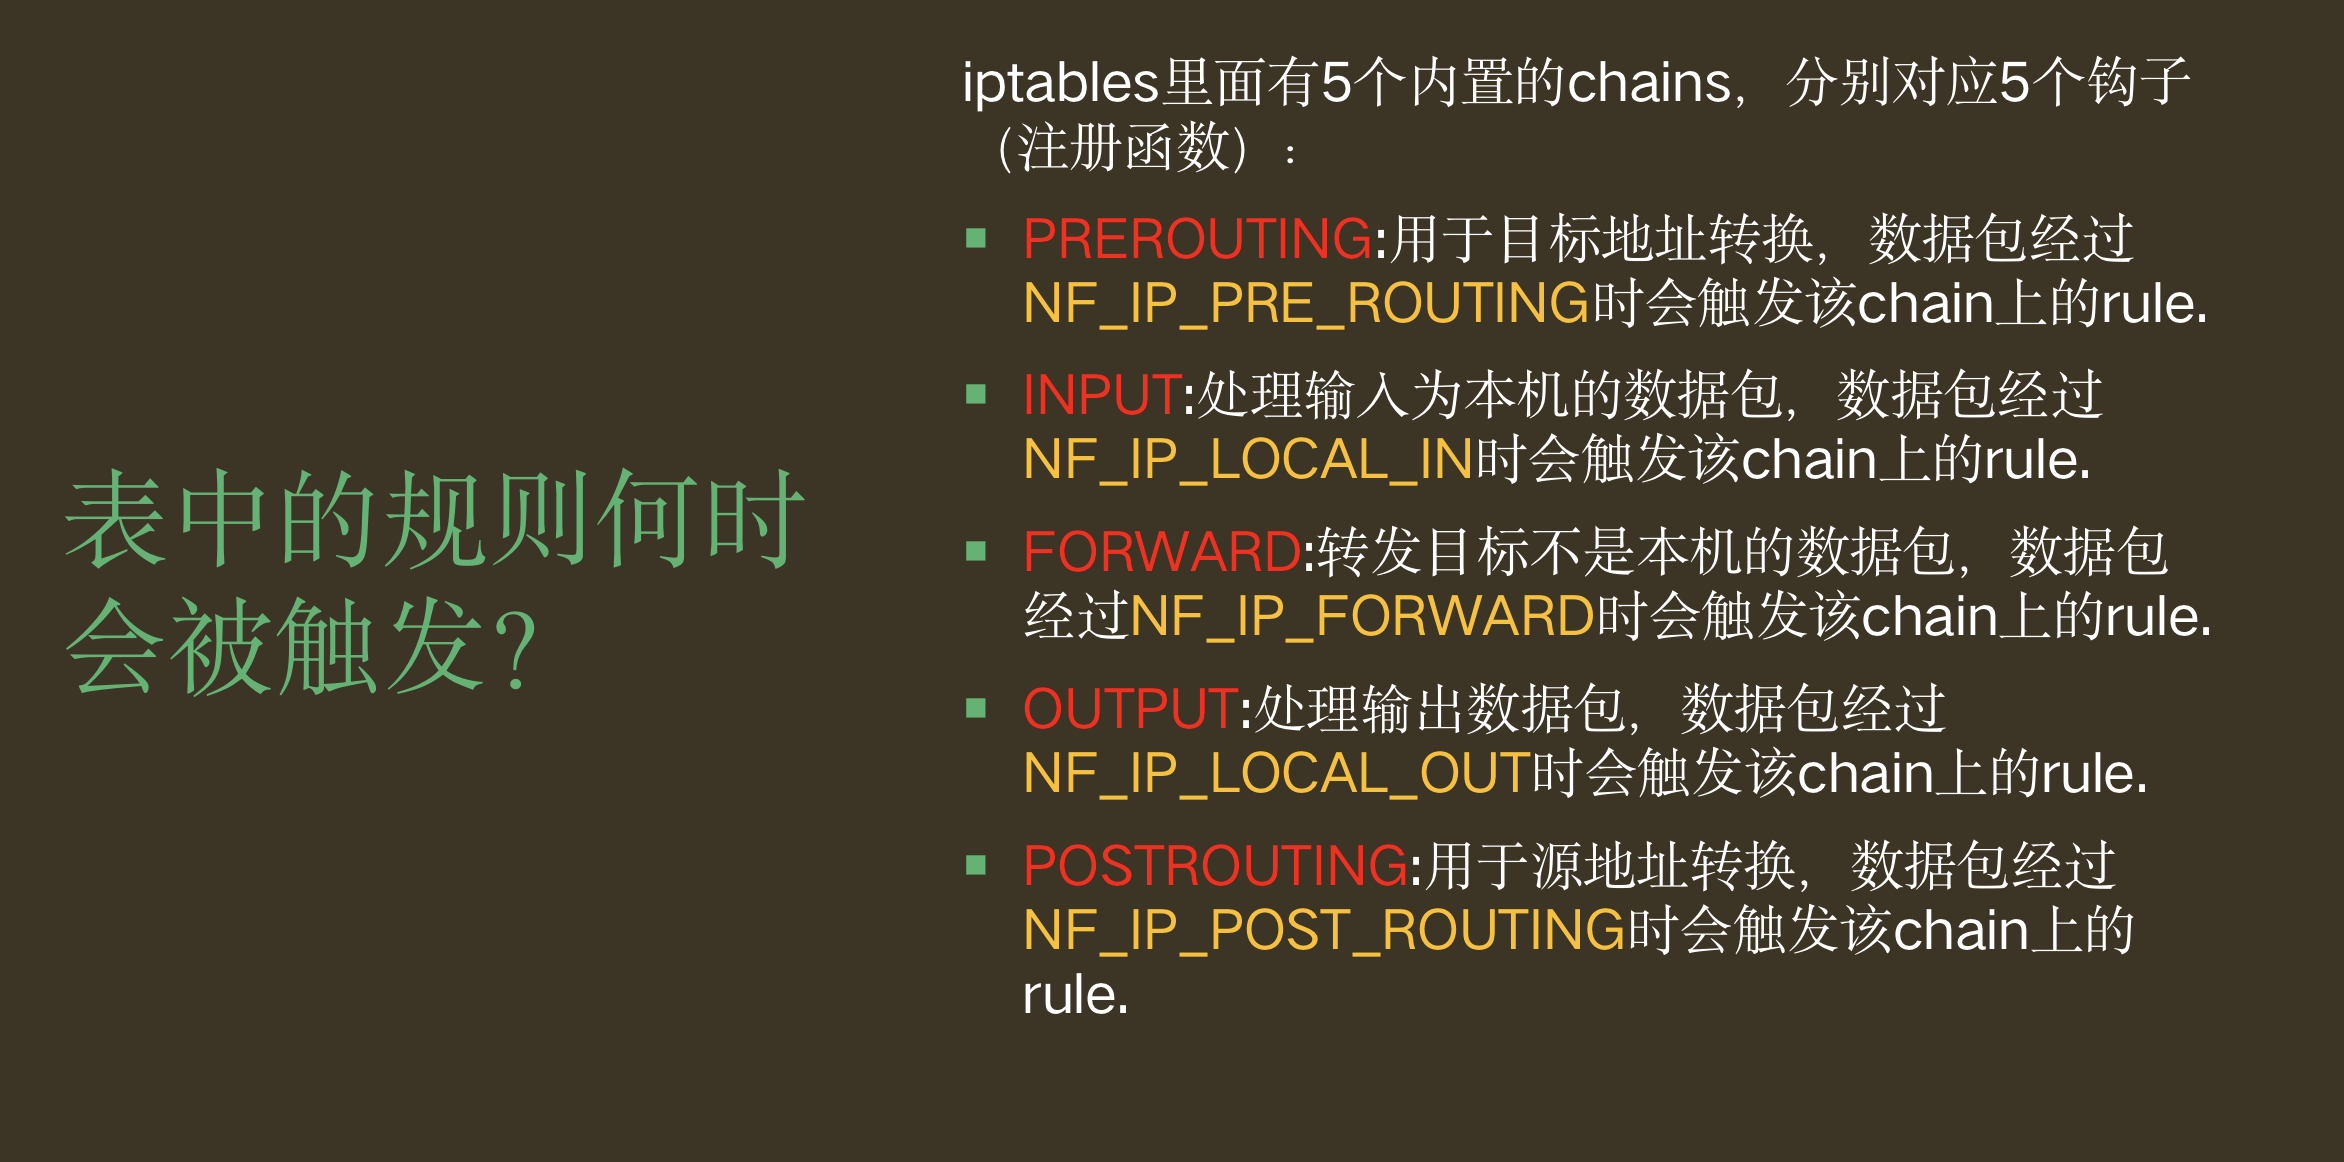 表中的规则何时
会被触发？
iptables里面有5个内置的chains，分别对应5个钩子
（注册函数）：
▪ PREROUTING:用于目标地址转换，数据包经过
NF_IP_PRE_ROUTING时会触发该chain上的rule.
▪ INPUT:处理输入为本机的数据包，数据包经过
NF_IP_LOCAL_IN时会触发该chain上的rule.
▪ FORWARD:转发目标不是本机的数据包，数据包
经过NF_IP_FORWARD时会触发该chain上的rule.
▪ OUTPUT:处理输出数据包，数据包经过
NF_IP_LOCAL_OUT时会触发该chain上的rule.
▪ POSTROUTING:用于源地址转换，数据包经过
NF_IP_POST_ROUTING时会触发该chain上的
rule.